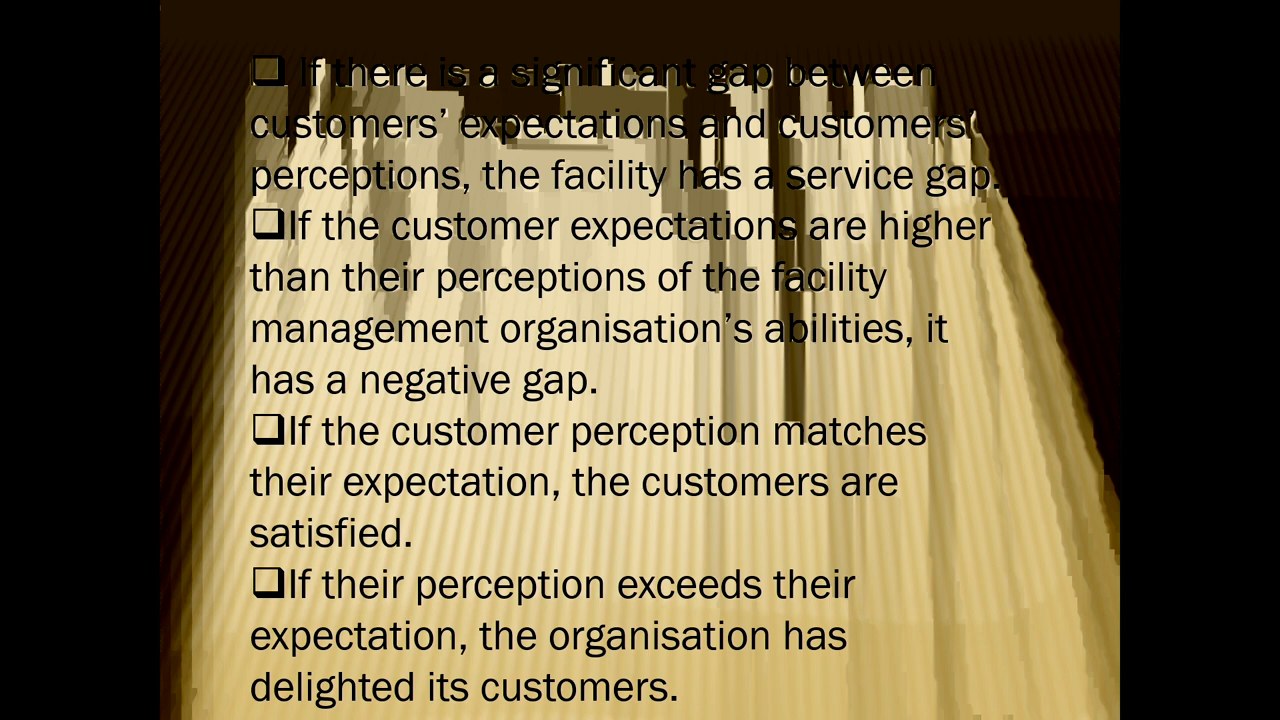 ❑ If there is a significant gap between
customers’ expectations and customers’
perceptions, the facility has a service gap.
❑If the customer expectations are higher
than their perceptions of the facility
management organisation’s abilities, it
has a negative gap.
❑If the customer perception matches
their expectation, the customers are
satisfied.
❑If their perception exceeds their
expectation, the organisation has
delighted its customers.